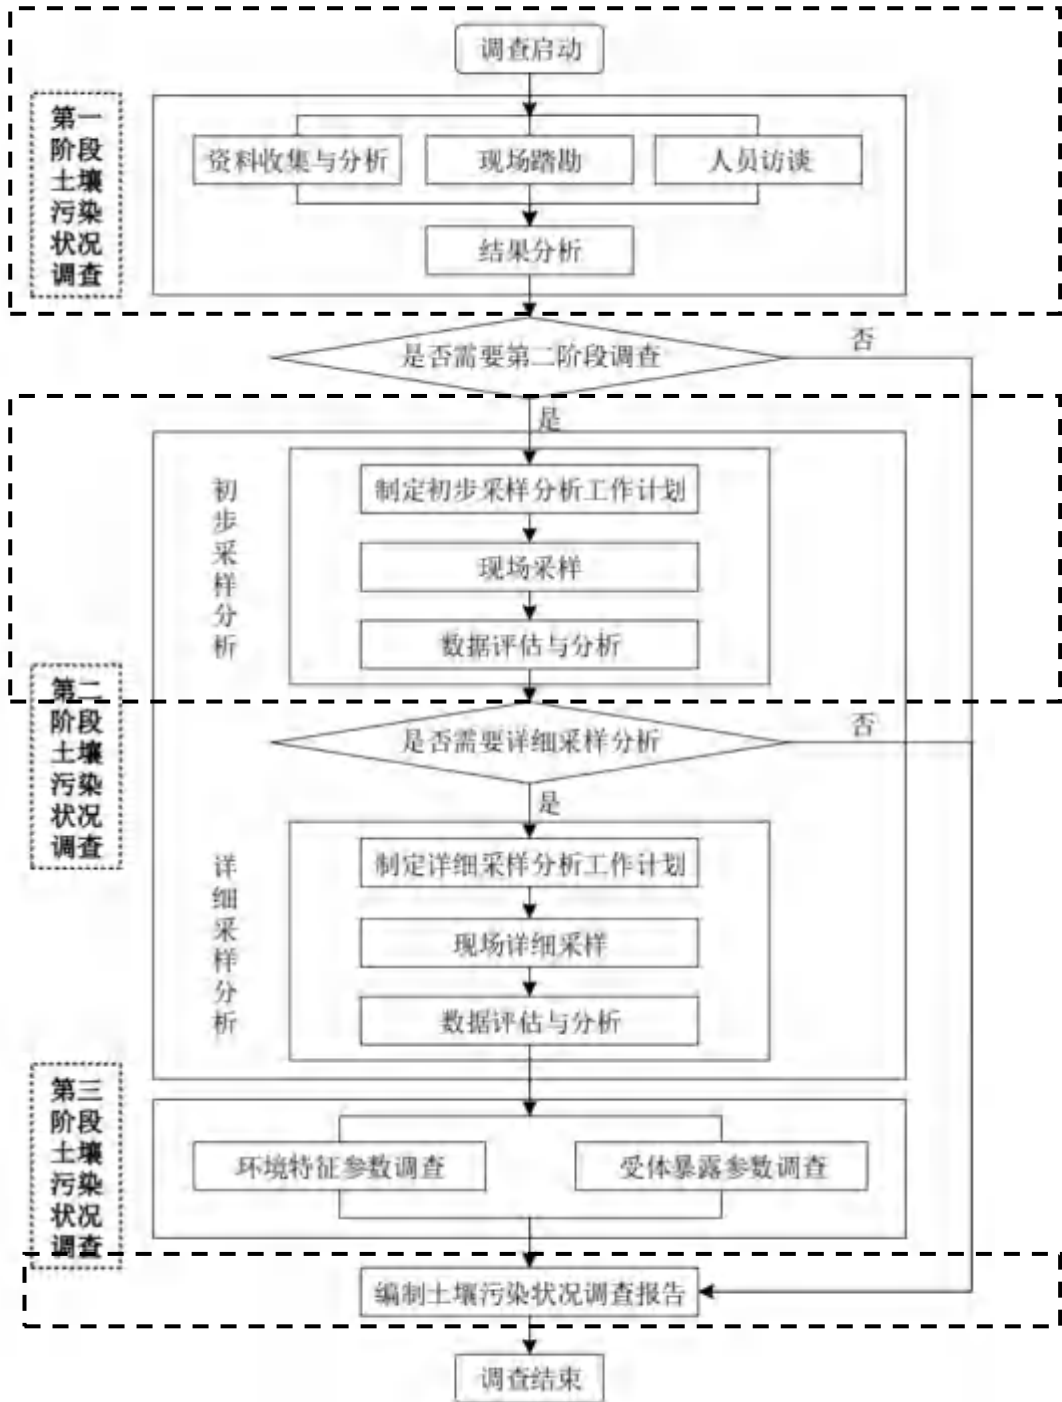 调查启动
第一
阶段
土壤
污染
状况
调查
资料收集与分析
现场踏勘
人员访谈
结果分析
是否需要第二阶段调查
否
是
初
步
采
样
分
析
制定初步采样分析工作计划
现场采样
数据评估与分析
第二
阶段
土壤
污染
状况
调查
是否需要详细采样分析
否
是
详
细
采
样
分
析
制定详细采样分析工作计划
现场详细采样
数据评估与分析
第三
阶段
土壤
污染
状况
调查
环境特征参数调查
受体暴露参数调查
编制土壤污染状况调查报告
调查结束